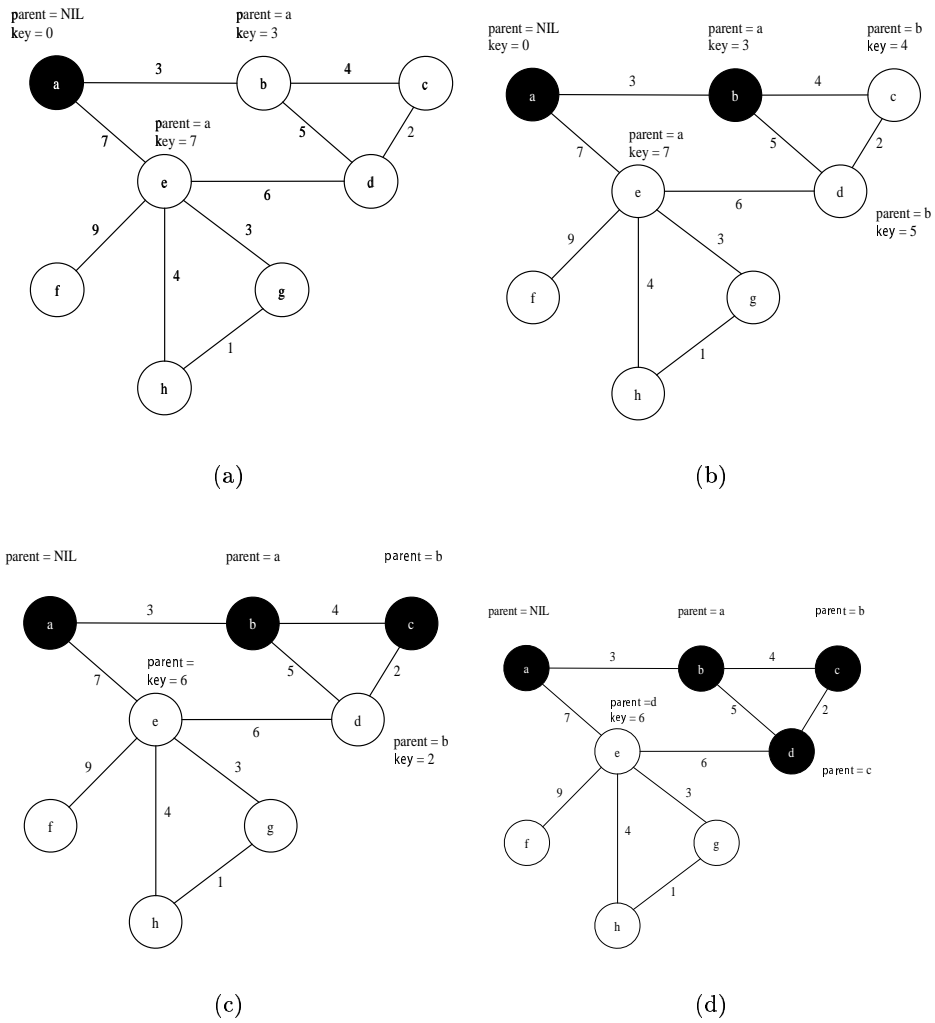 parent = NIL
key = 0
parent = a
key = 3
a
3
b
4
c
7
parent = a
key = 7
5
2
e
6
d
9
3
4
f
g
1
h
(a)
parent = NIL
key = 0
parent = a
key = 3
parent = b
key = 4
a
3
b
4
c
7
parent = a
key = 7
5
2
e
6
d
parent = b
key = 5
9
3
4
f
g
1
h
(b)
parent = NIL
parent = a
parent = b
a
3
b
4
c
7
parent =
key = 6
5
2
e
6
d
parent = b
key = 2
9
3
4
f
g
1
h
(c)
parent = NIL
parent = a
parent = b
a
3
b
4
c
7
parent =d
key = 6
5
2
e
6
d
parent = c
9
3
4
f
g
1
h
(d)